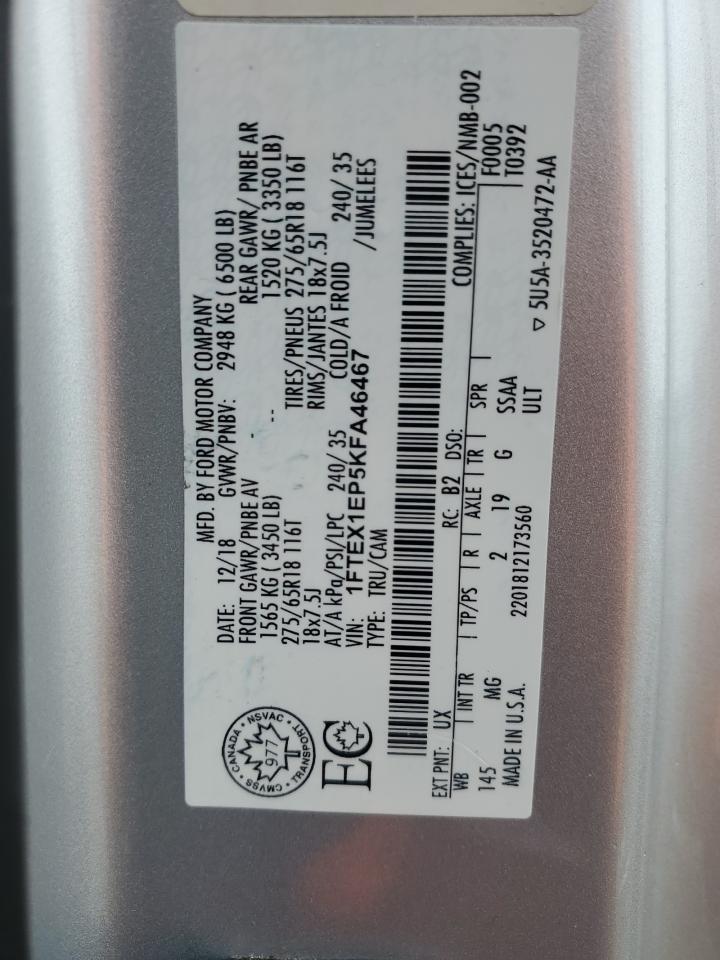 MFD. BY FORD MOTOR COMPANY
DATE: 12/18 GVWR/PNBV: 2948 KG ( 6500 LB)
FRONT GAWR/PNBE AV REAR GAWR/ PNBE AR
1565 KG ( 3450 LB) -- 1520 KG ( 3350 LB)
275/65R18 116T TIRES/PNEUS 275/65R18 116T
18x7.5J RIMS/JANTES 18x7.5J
AT/A kPa/PSI/LPC 240/ 35 COLD/A FROID 240/ 35
VIN: 1FTEX1EP5KFA46467 /JUMELEES
TYPE: TRU/CAM
CANADA • NSVAC • TRANSPORT • CMVSS •
977
EC
COMPLIES: ICES/NMB-002
EXT PNT: UX RC: B2 DSO: F0005
WB INT TR TP/PS R AXLE TR SPR T0392
145 MG 2 19 G SSAA
MADE IN U.S.A. 2201812173560 ULT
▽ 5U5A-3520472-AA